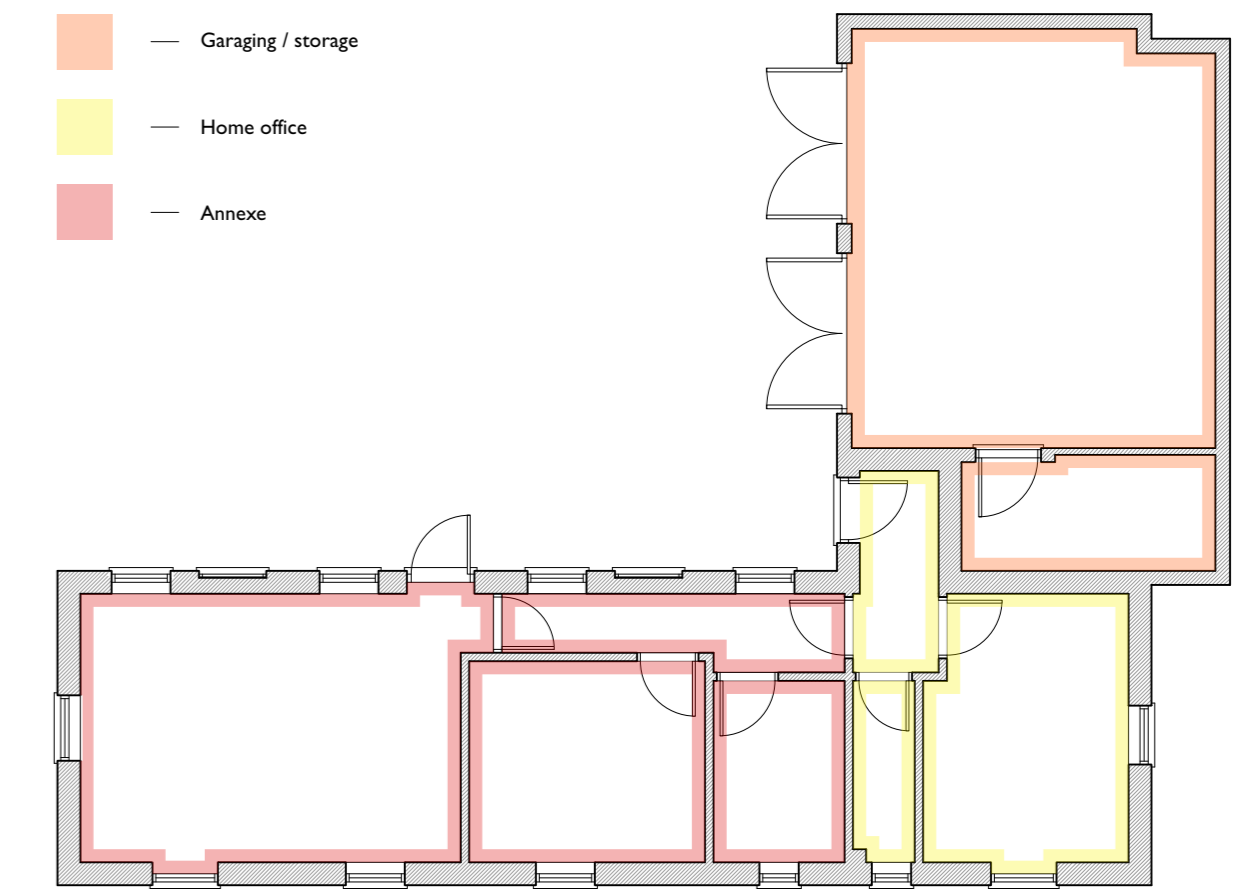 — Garaging / storage
— Home office
— Annexe